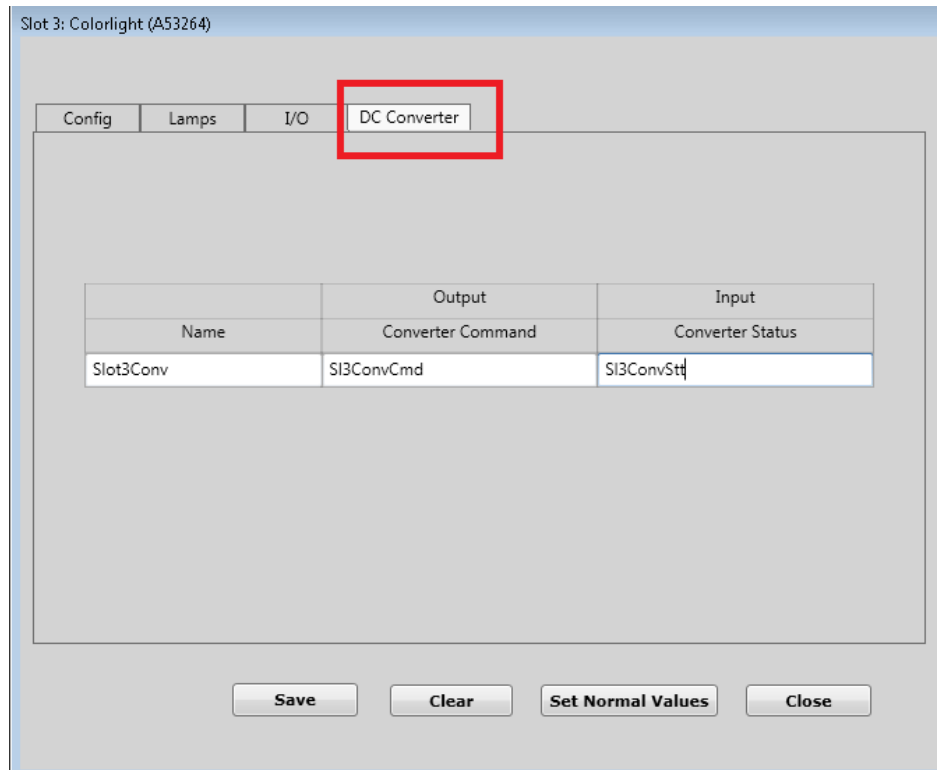 Slot 3: Colorlight (A53264)
Config Lamps I/O DC Converter
Output Input
Name Converter Command Converter Status
Slot3Conv Sl3ConvCmd Sl3ConvStt
Save Clear Set Normal Values Close